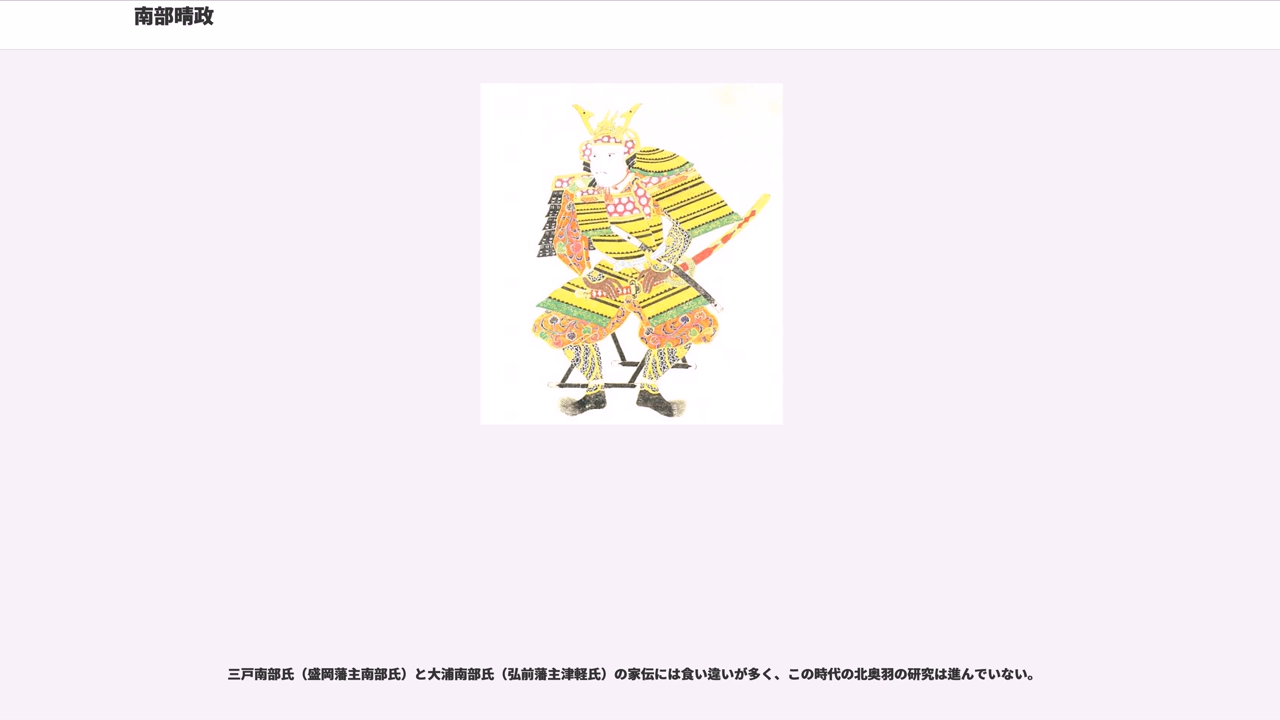 南部晴政
三戸南部氏（盛岡藩主南部氏）と大浦南部氏（弘前藩主津軽氏）の家伝には食い違いが多く、この時代の北奥羽の研究は進んでいない。